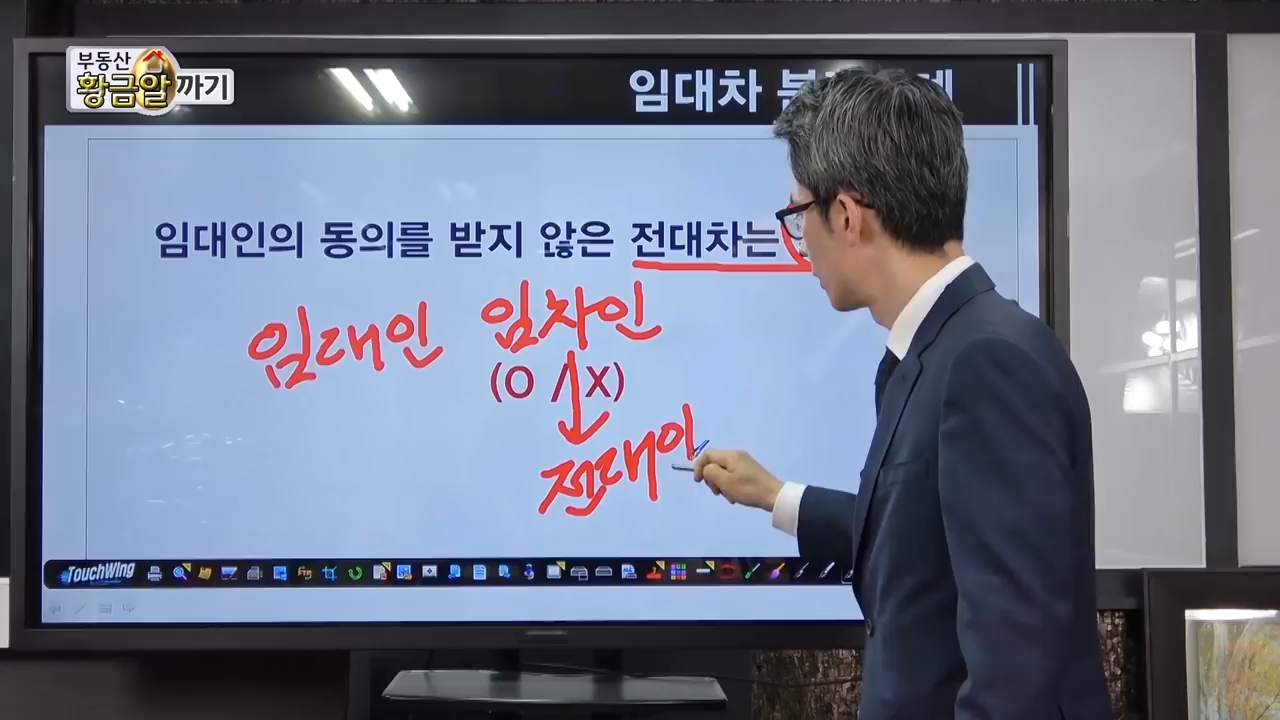 부동산
황금알까기
임대차
임대인의 동의를 받지 않은 전대차는
임대인 임차인
(O / X)
전대인
TouchWing